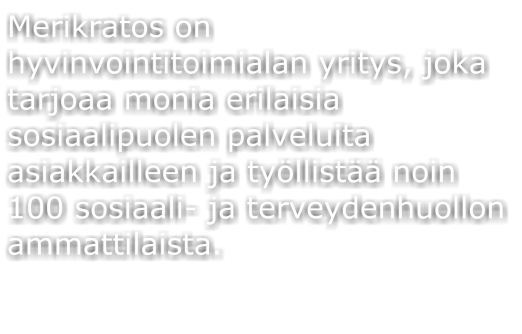 Merikratos on
hyvinvointitoimialan yritys, joka
tarjoaa monia erilaisia
sosiaalipuolen palveluita
asiakkailleen ja työllistää noin
100 sosiaali- ja terveydenhuollon
ammattilaista.